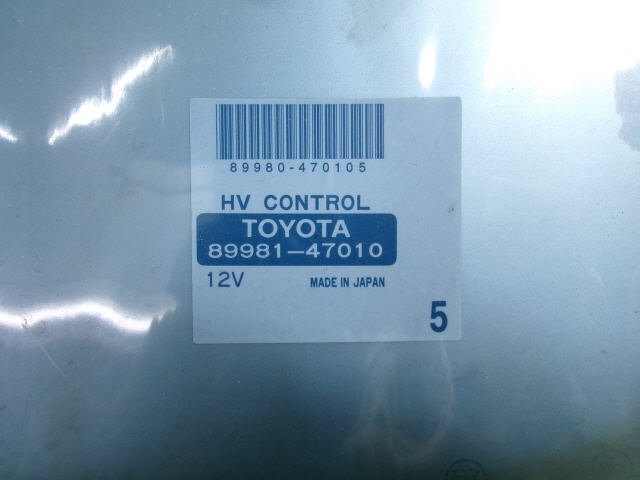 89980-470105
HV CONTROL
TOYOTA
89981-47010
12V MADE IN JAPAN
5